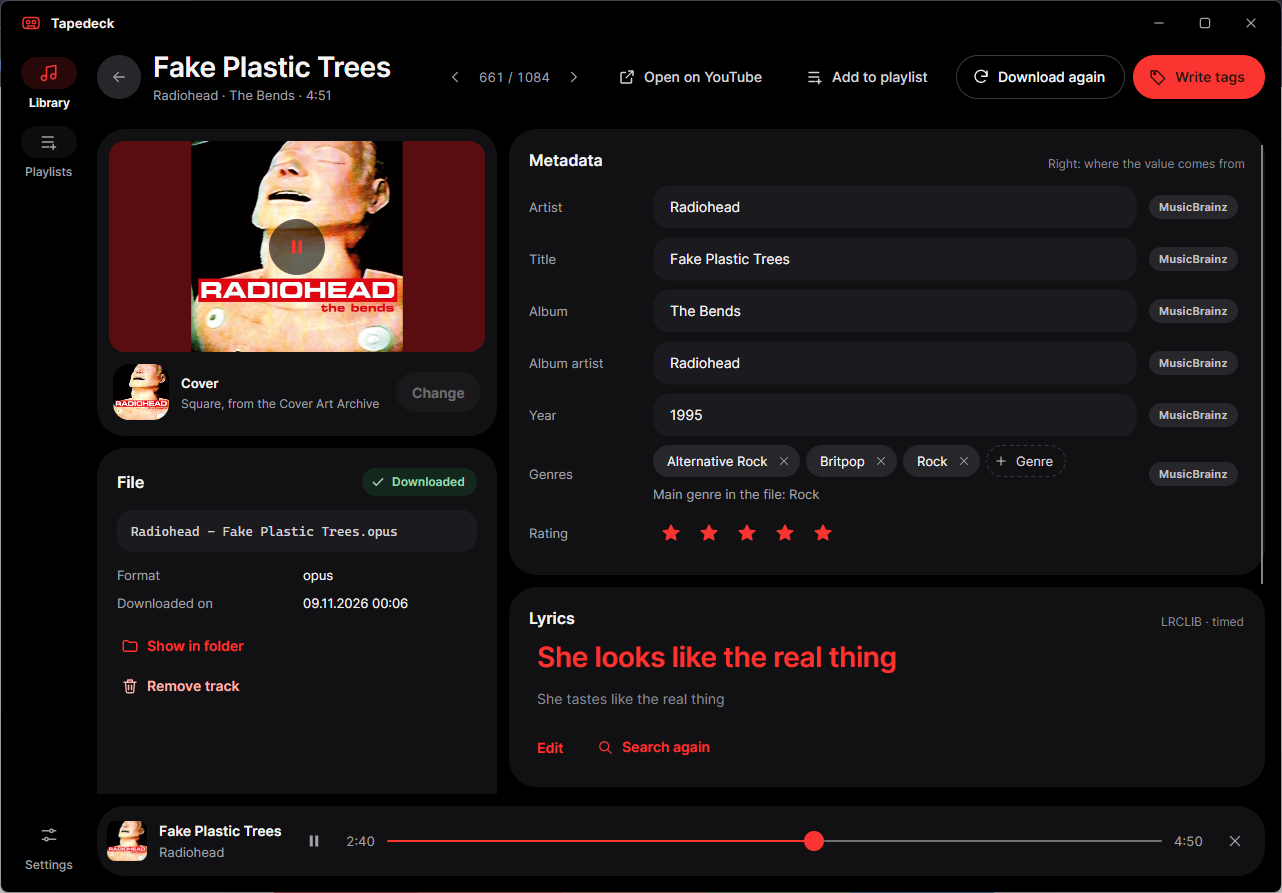 Tapedeck
Library
Playlists
Settings
Fake Plastic Trees
Radiohead · The Bends · 4:51
661 / 1084
Open on YouTube
Add to playlist
Download again
Write tags
RADIOHEAD
the bends
RADIOHEAD
Cover
Square, from the Cover Art Archive
Change
File
Downloaded
Radiohead – Fake Plastic Trees.opus
Format opus
Downloaded on 09.11.2026 00:06
Show in folder
Remove track
Metadata
Right: where the value comes from
Artist Radiohead MusicBrainz
Title Fake Plastic Trees MusicBrainz
Album The Bends MusicBrainz
Album artist Radiohead MusicBrainz
Year 1995 MusicBrainz
Genres Alternative Rock Britpop Rock + Genre MusicBrainz
Main genre in the file: Rock
Rating
Lyrics
LRCLIB · timed
She looks like the real thing
She tastes like the real thing
Edit Search again
RADIOHEAD
Fake Plastic Trees
Radiohead
2:40
4:50